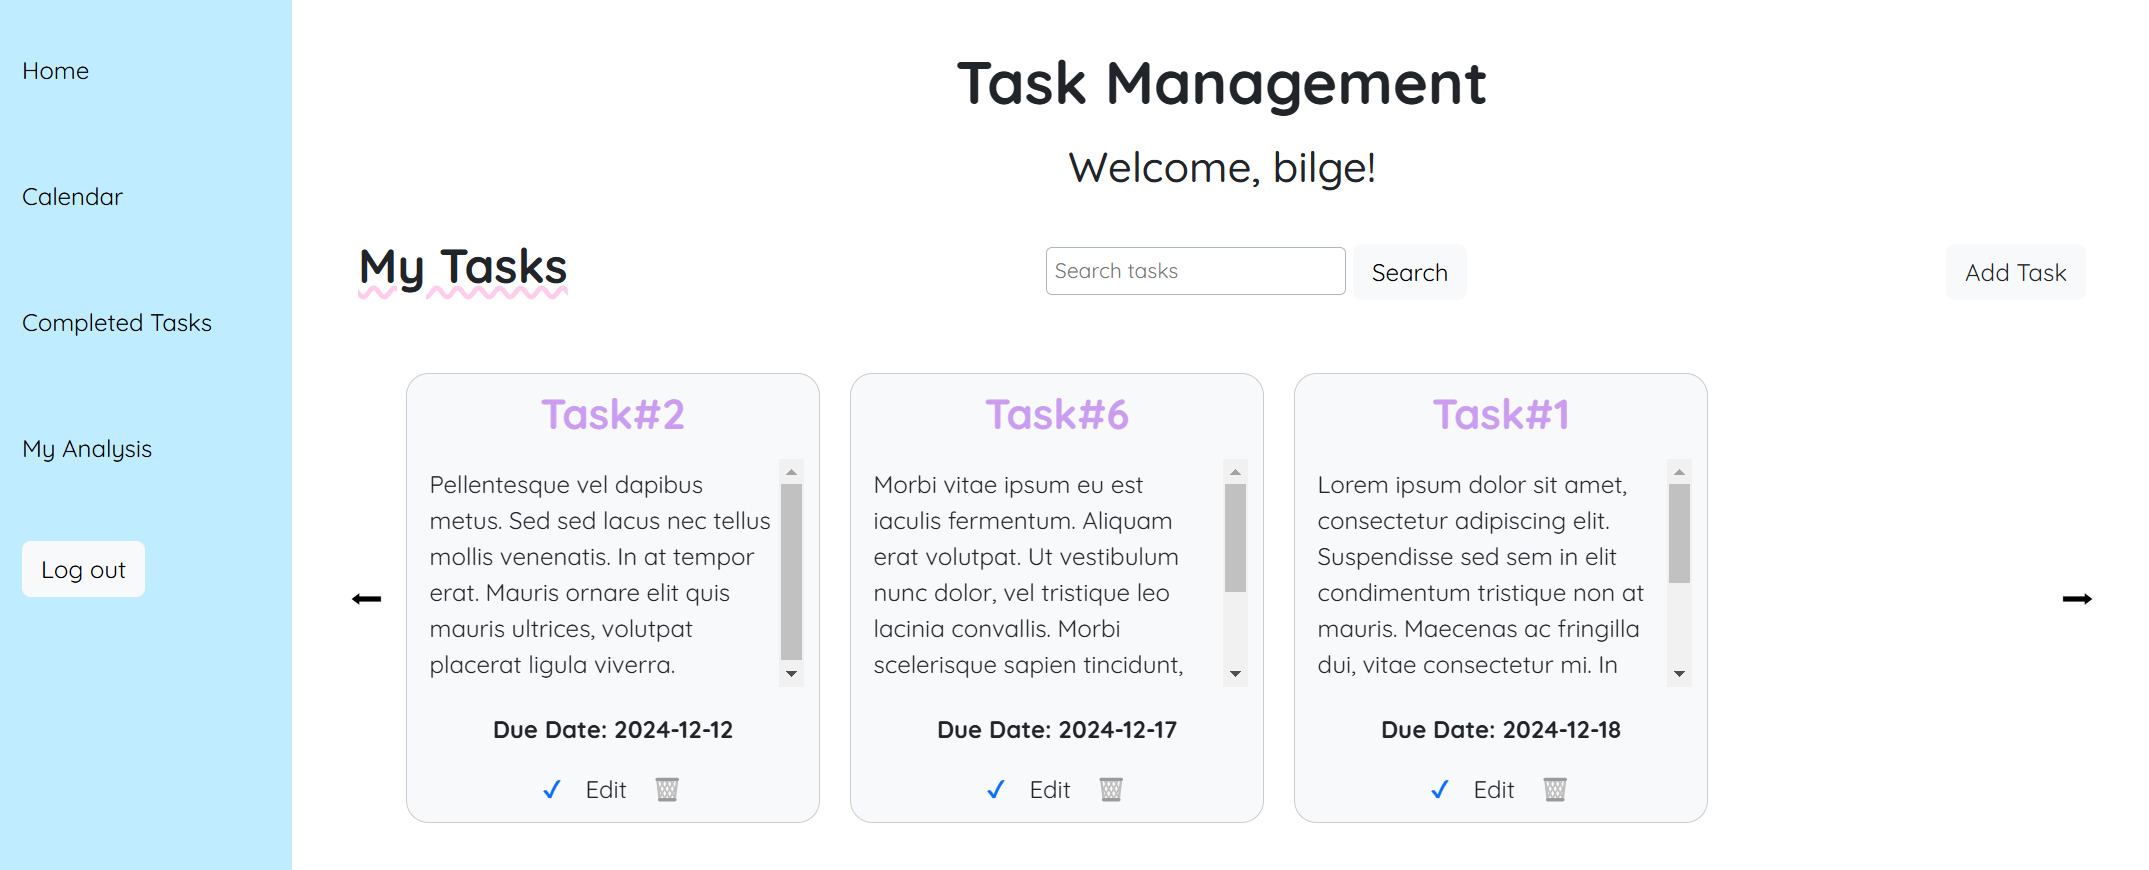 Home
Calendar
Completed Tasks
My Analysis
Log out
Task Management
Welcome, bilge!
My Tasks
Search tasks
Search
Add Task
Task#2
Pellentesque vel dapibus
metus. Sed sed lacus nec tellus
mollis venenatis. In at tempor
erat. Mauris ornare elit quis
mauris ultrices, volutpat
placerat ligula viverra.
Due Date: 2024-12-12
✓ Edit
Task#6
Morbi vitae ipsum eu est
iaculis fermentum. Aliquam
erat volutpat. Ut vestibulum
nunc dolor, vel tristique leo
lacinia convallis. Morbi
scelerisque sapien tincidunt,
Due Date: 2024-12-17
✓ Edit
Task#1
Lorem ipsum dolor sit amet,
consectetur adipiscing elit.
Suspendisse sed sem in elit
condimentum tristique non at
mauris. Maecenas ac fringilla
dui, vitae consectetur mi. In
Due Date: 2024-12-18
✓ Edit